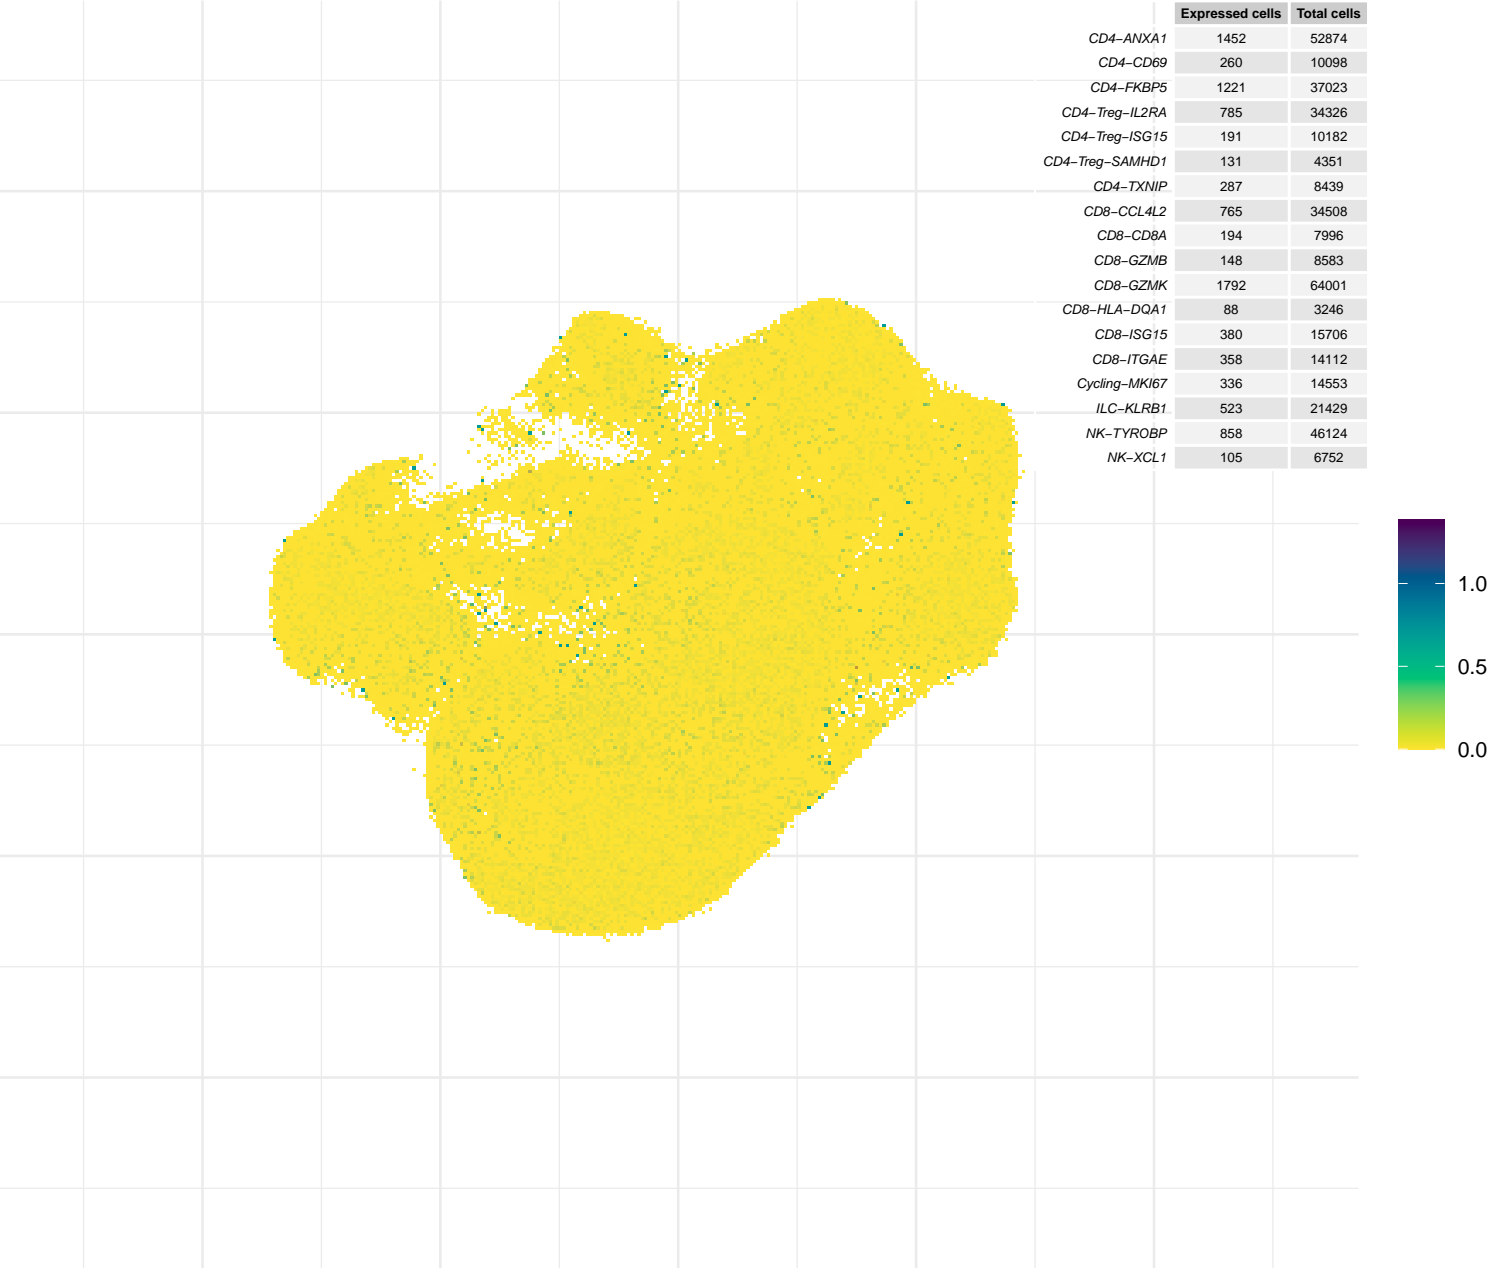 Expressed cells Total cells
CD4−ANXA1 1452 52874
CD4−CD69 260 10098
CD4−FKBP5 1221 37023
CD4−Treg−IL2RA 785 34326
CD4−Treg−ISG15 191 10182
CD4−Treg−SAMHD1 131 4351
CD4−TXNIP 287 8439
CD8−CCL4L2 765 34508
CD8−CD8A 194 7996
CD8−GZMB 148 8583
CD8−GZMK 1792 64001
CD8−HLA−DQA1 88 3246
CD8−ISG15 380 15706
CD8−ITGAE 358 14112
Cycling−MKI67 336 14553
ILC−KLRB1 523 21429
NK−TYROBP 858 46124
NK−XCL1 105 6752
1.0
0.5
0.0